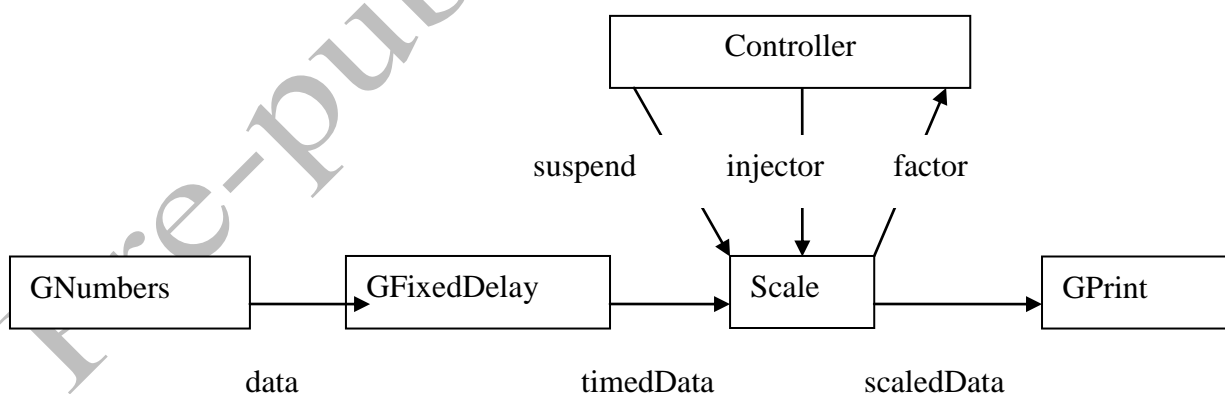 Controller
suspend injector factor
GNumbers GFixedDelay Scale GPrint
data timedData scaledData